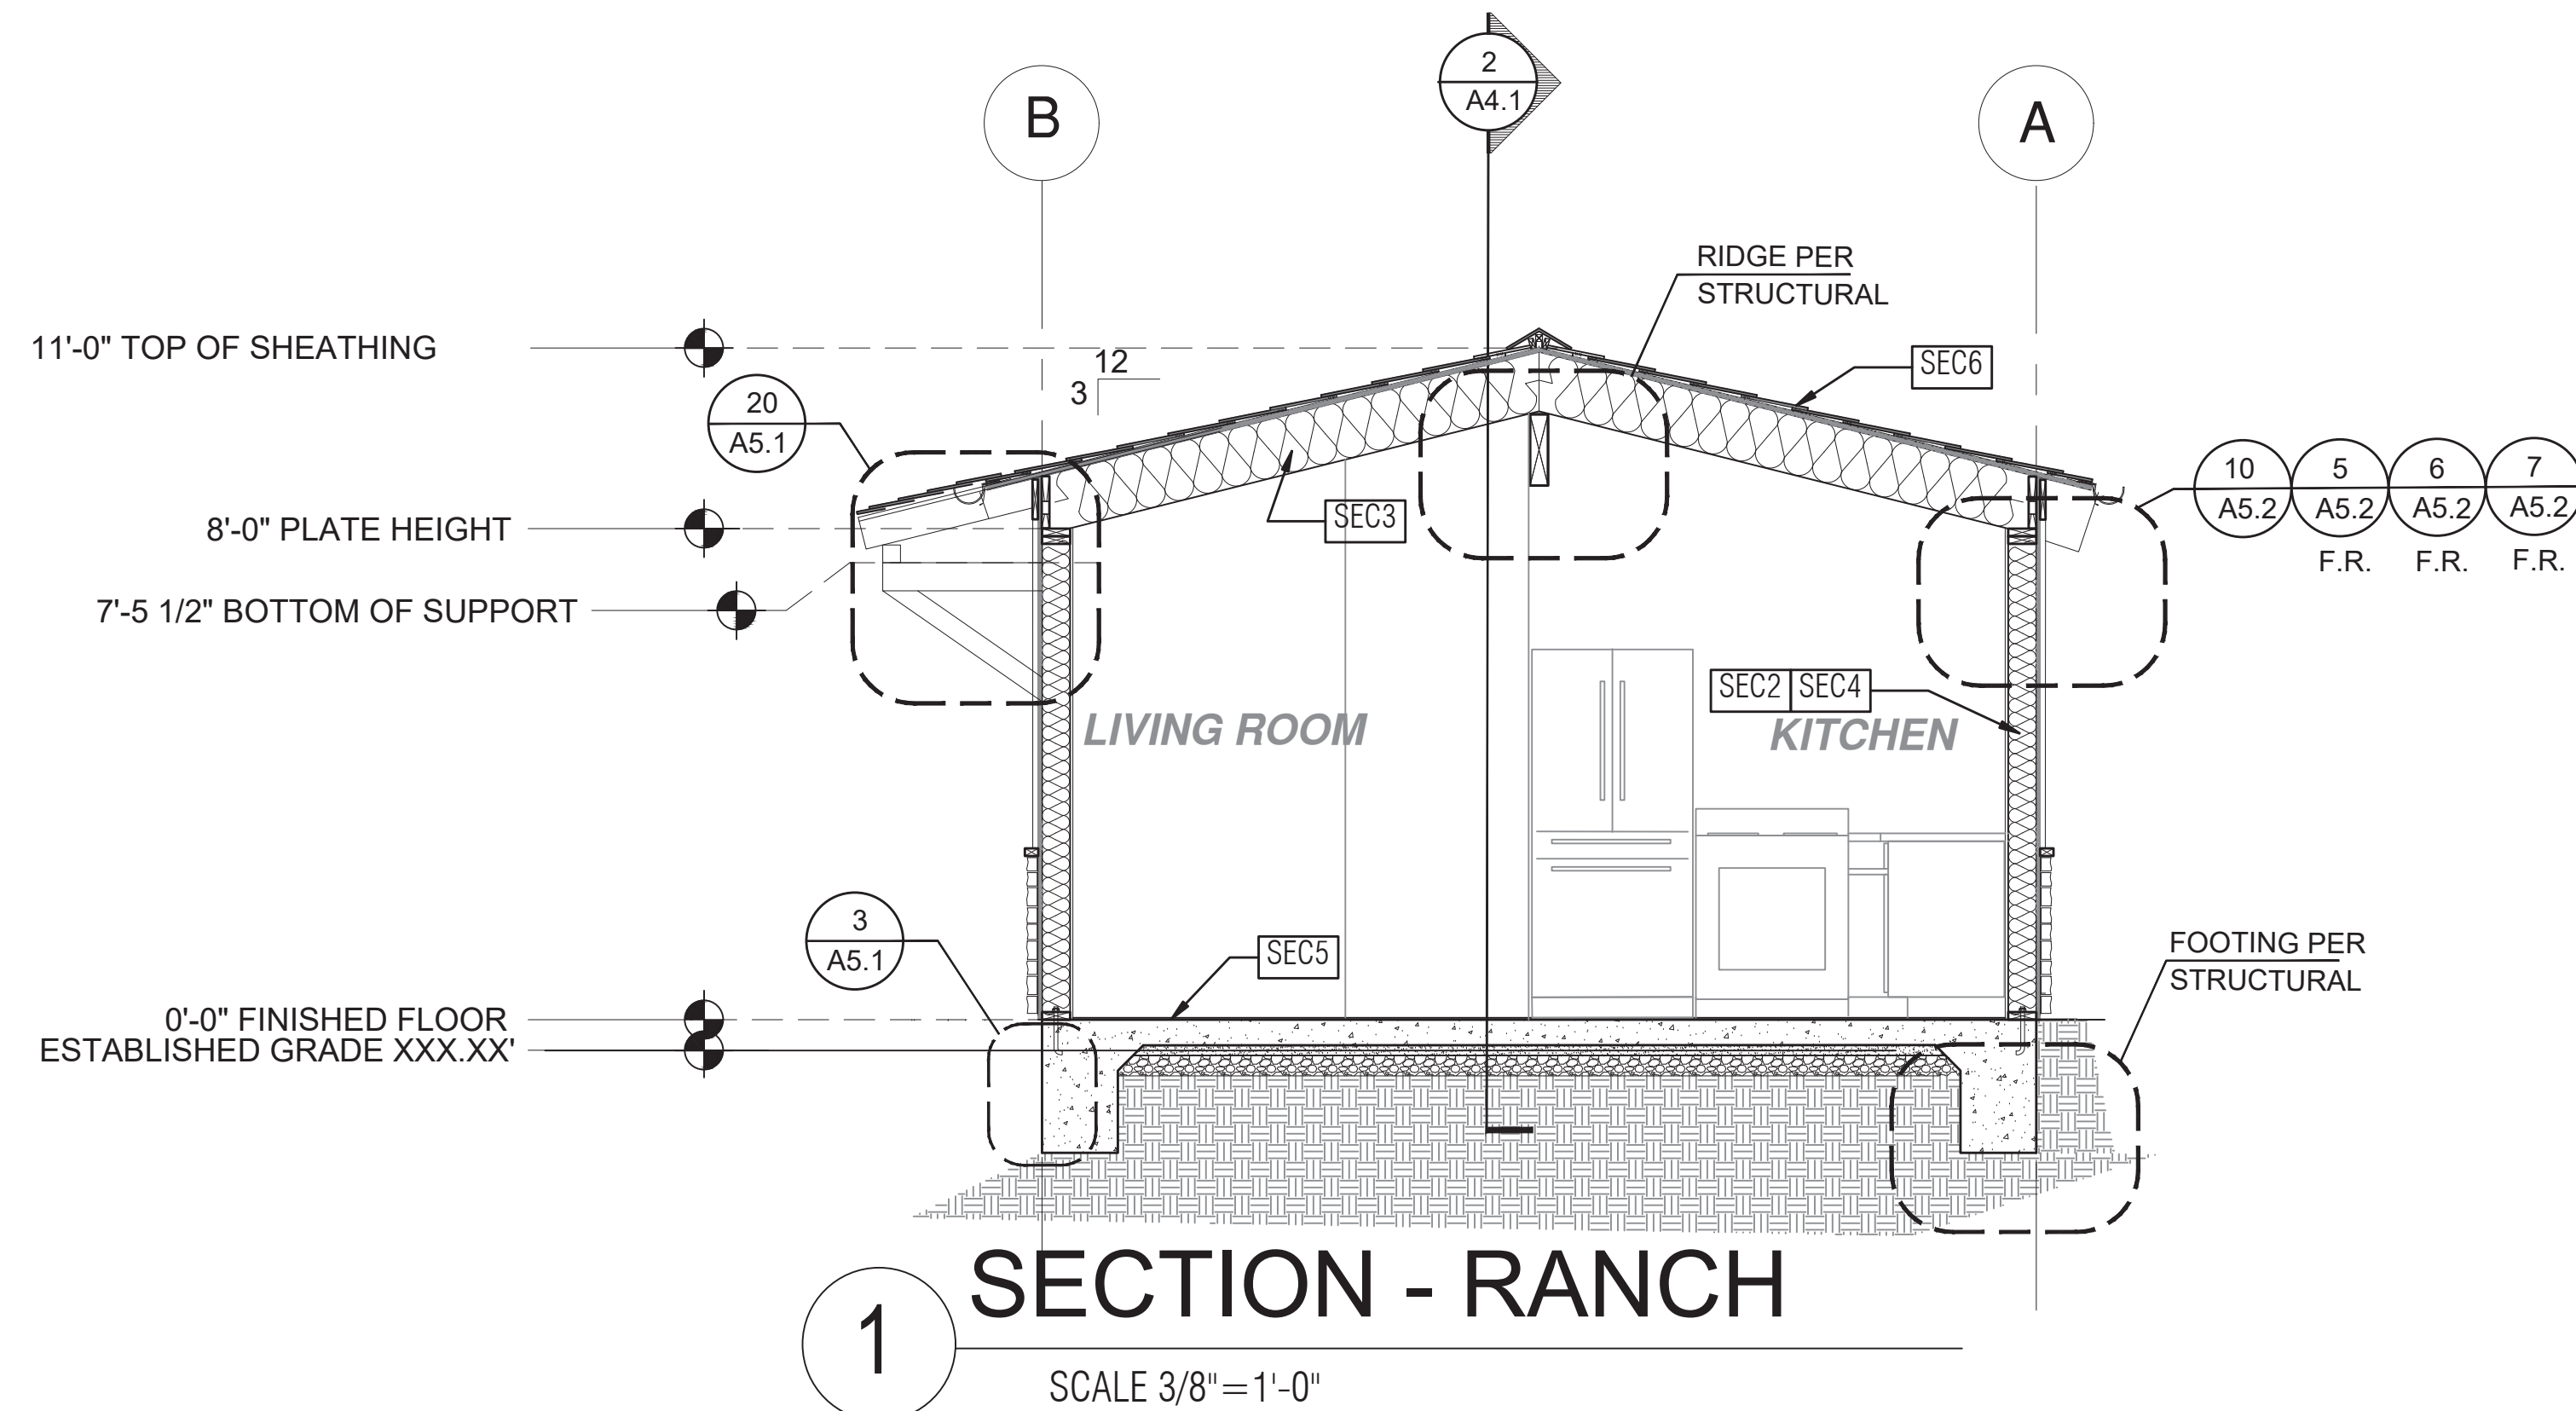 2
A4.1
B
A
RIDGE PER
STRUCTURAL
11'-0" TOP OF SHEATHING
12
3
SEC6
20
A5.1
10
A5.2
5
A5.2
6
A5.2
7
A5.2
F.R.
F.R.
F.R.
8'-0" PLATE HEIGHT
SEC3
7'-5 1/2" BOTTOM OF SUPPORT
SEC2
SEC4
LIVING ROOM
KITCHEN
3
A5.1
SEC5
FOOTING PER
STRUCTURAL
0'-0" FINISHED FLOOR
ESTABLISHED GRADE XXX.XX'
1
SECTION - RANCH
SCALE 3/8"=1'-0"